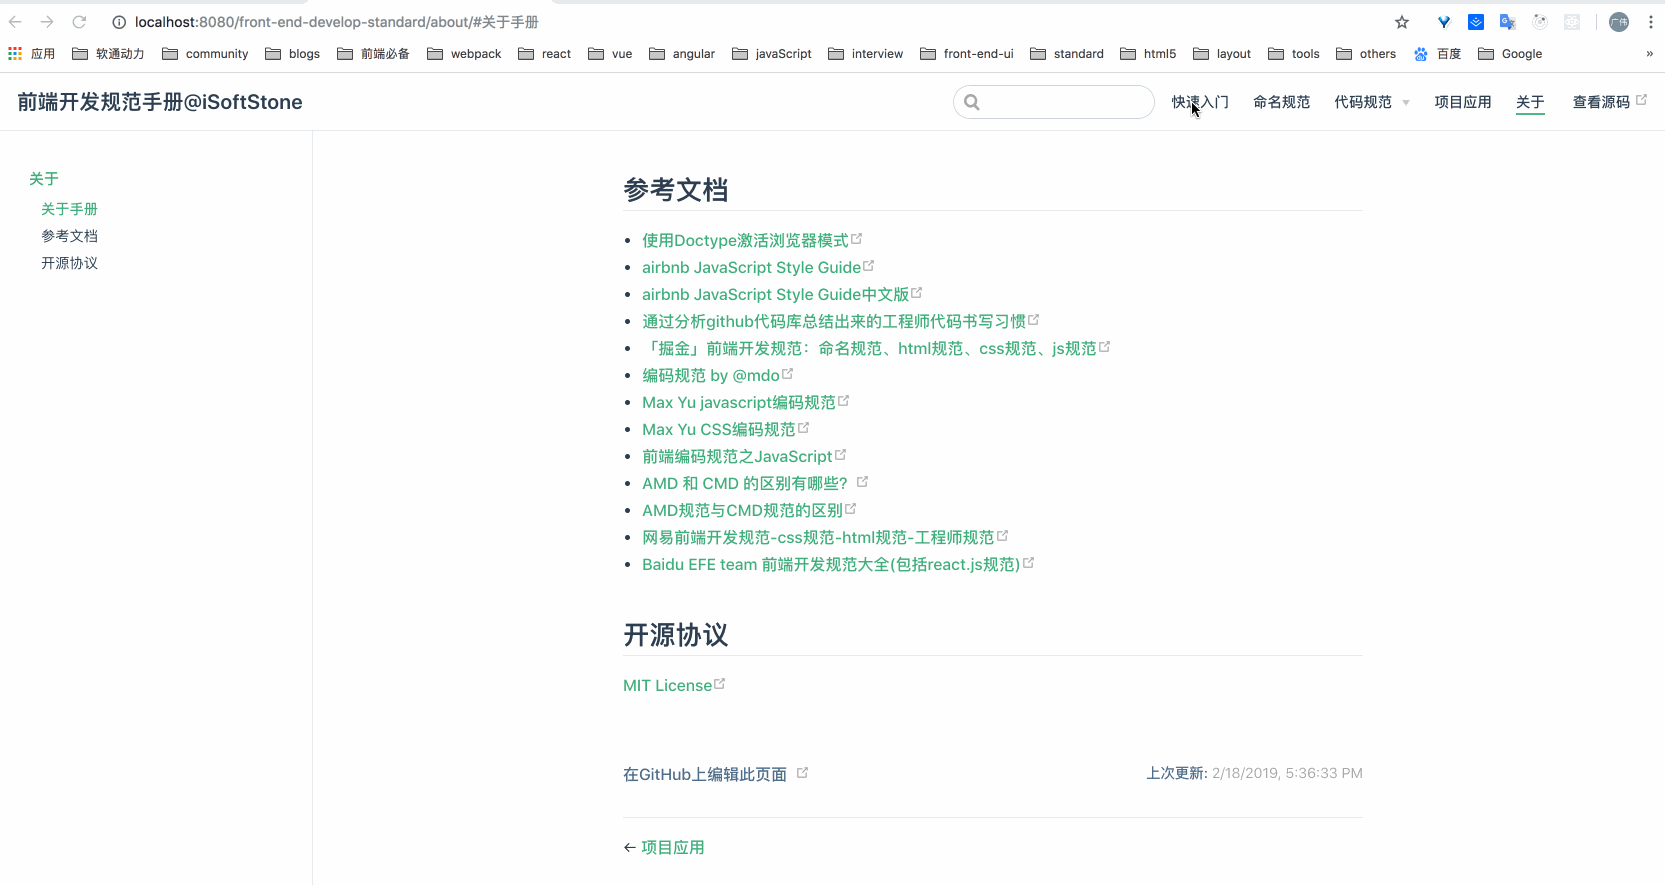 localhost:8080/front-end-develop-standard/about/#关于手册
广伟
应用 软通动力 community blogs 前端必备 webpack react vue angular javaScript interview front-end-ui standard html5 layout tools others 百度 Google »
前端开发规范手册@iSoftStone
快速入门 命名规范 代码规范 项目应用 关于 查看源码
关于
关于手册
参考文档
开源协议
参考文档
使用Doctype激活浏览器模式
airbnb JavaScript Style Guide
airbnb JavaScript Style Guide中文版
通过分析github代码库总结出来的工程师代码书写习惯
「掘金」前端开发规范：命名规范、html规范、css规范、js规范
编码规范 by @mdo
Max Yu javascript编码规范
Max Yu CSS编码规范
前端编码规范之JavaScript
AMD 和 CMD 的区别有哪些？
AMD规范与CMD规范的区别
网易前端开发规范-css规范-html规范-工程师规范
Baidu EFE team 前端开发规范大全(包括react.js规范)
开源协议
MIT License
在GitHub上编辑此页面
上次更新: 2/18/2019, 5:36:33 PM
← 项目应用